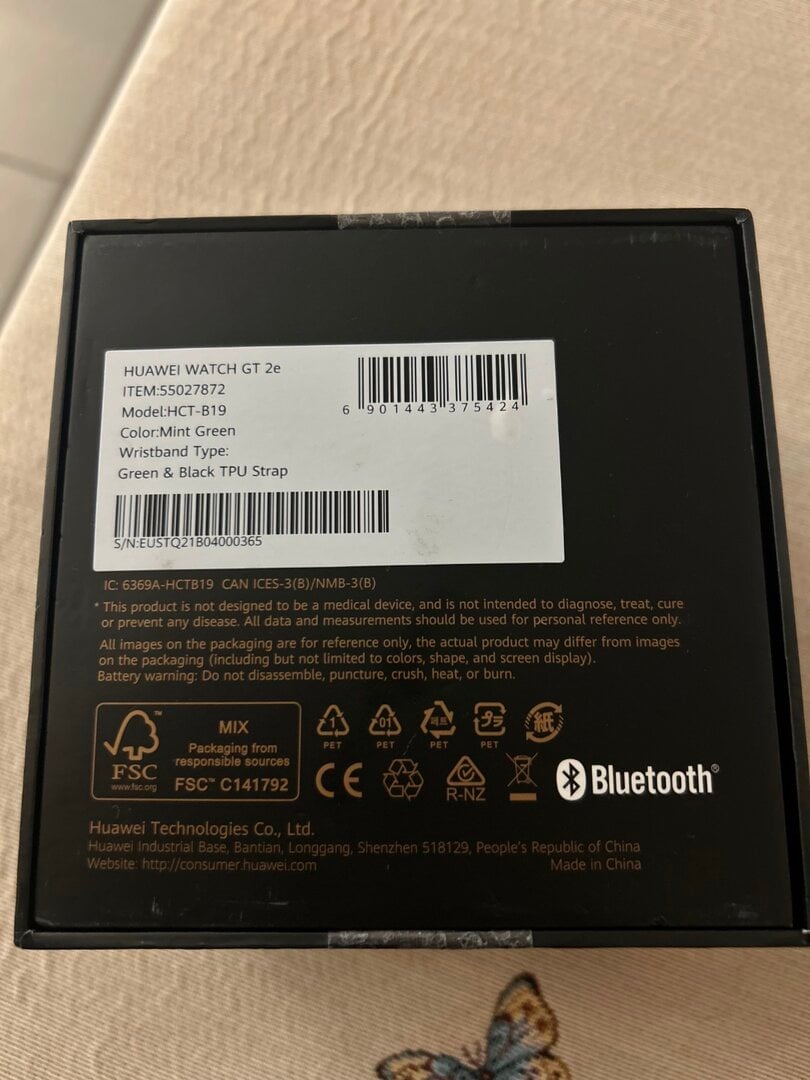 HUAWEI WATCH GT 2e
ITEM:55027872
Model:HCT-B19
Color:Mint Green
Wristband Type:
Green & Black TPU Strap
6 901443 375424
S/N:EUSTQ21B04000365
IC: 6369A-HCTB19 CAN ICES-3(B)/NMB-3(B)
* This product is not designed to be a medical device, and is not intended to diagnose, treat, cure
or prevent any disease. All data and measurements should be used for personal reference only.
All images on the packaging are for reference only, the actual product may differ from images
on the packaging (including but not limited to colors, shape, and screen display).
Battery warning: Do not disassemble, puncture, crush, heat, or burn.
FSC
www.fsc.org
MIX
Packaging from
responsible sources
FSC™ C141792
1 01 페트 プラ 紙
PET PET PET PET
CE R-NZ Bluetooth®
Huawei Technologies Co., Ltd.
Huawei Industrial Base, Bantian, Longgang, Shenzhen 518129, People's Republic of China
Website: http://consumer.huawei.com Made in China